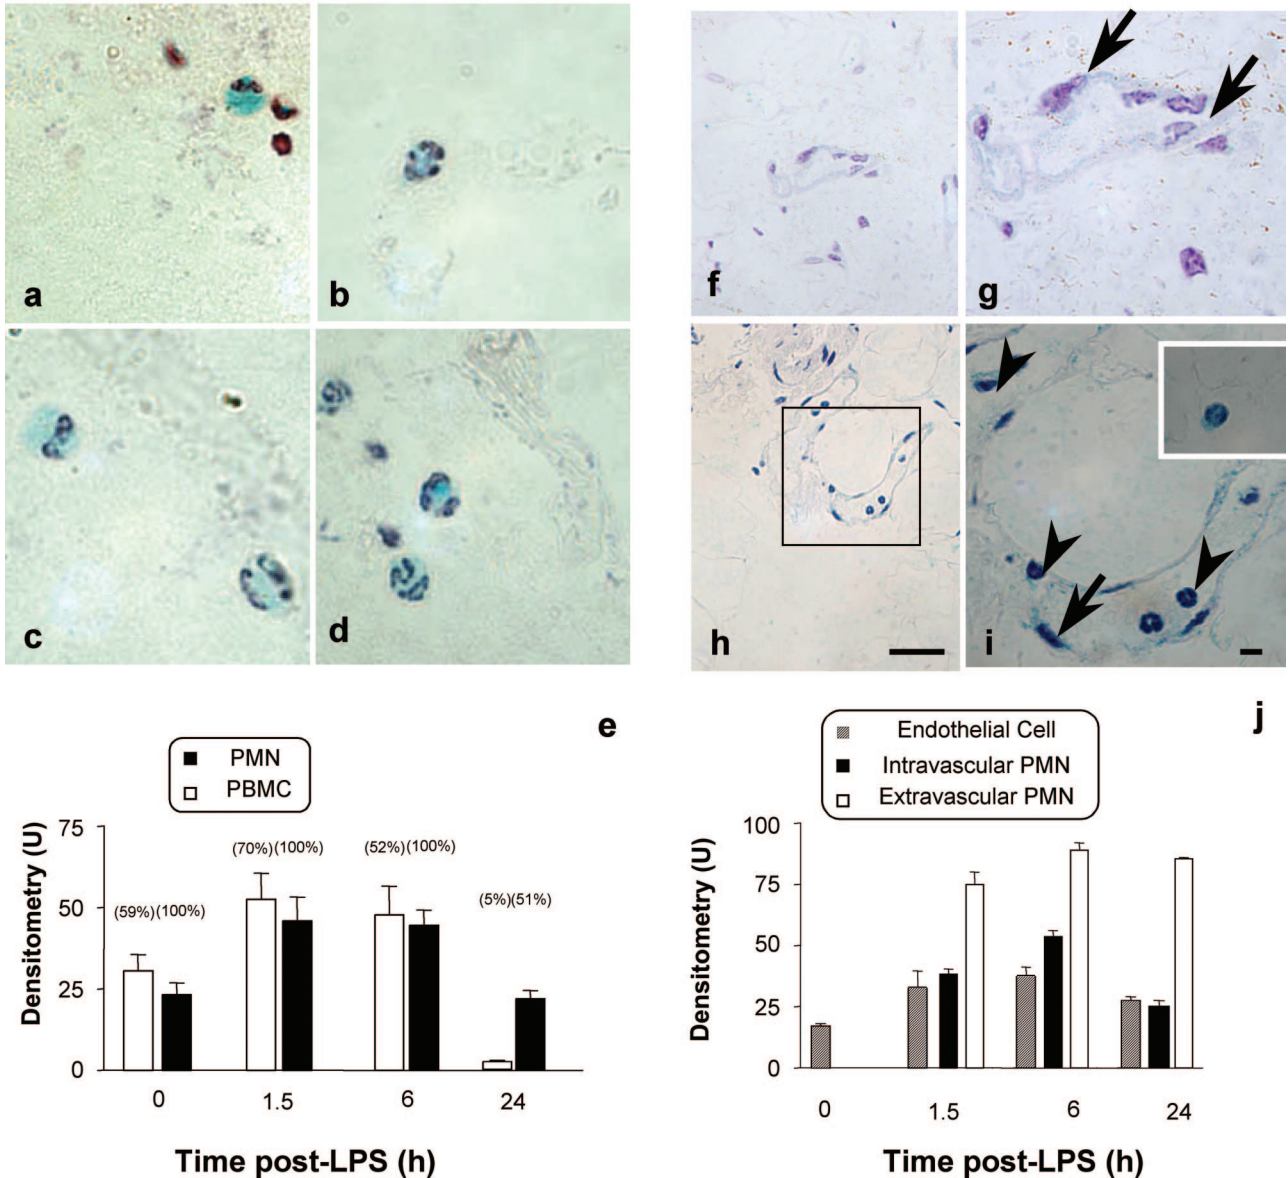 a
b
c
d
f
g
h
i
e
PMN
PBMC
Densitometry (U)
75
50
25
0
(59%)(100%)
(70%)(100%)
(52%)(100%)
(5%)(51%)
0
1.5
6
24
Time post-LPS (h)
j
Endothelial Cell
Intravascular PMN
Extravascular PMN
Densitometry (U)
100
75
50
25
0
0
1.5
6
24
Time post-LPS (h)